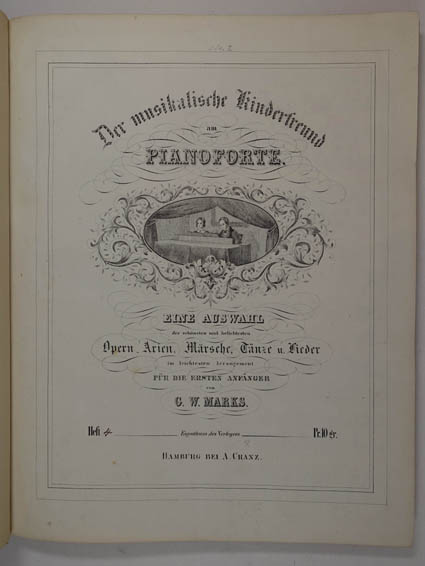 Der musikalische Kinderfreund
am
PIANOFORTE.
EINE AUSWAHL
der schönsten und beliebtesten
Opern, Arien, Märsche, Tänze u. Lieder
im leichtesten Arrangement
FÜR DIE ERSTEN ANFÄNGER
von
C. W. MARKS.
Heft 4 Eigenthum des Verlegers Pr. 10 gr.
HAMBURG BEI A. CRANZ.